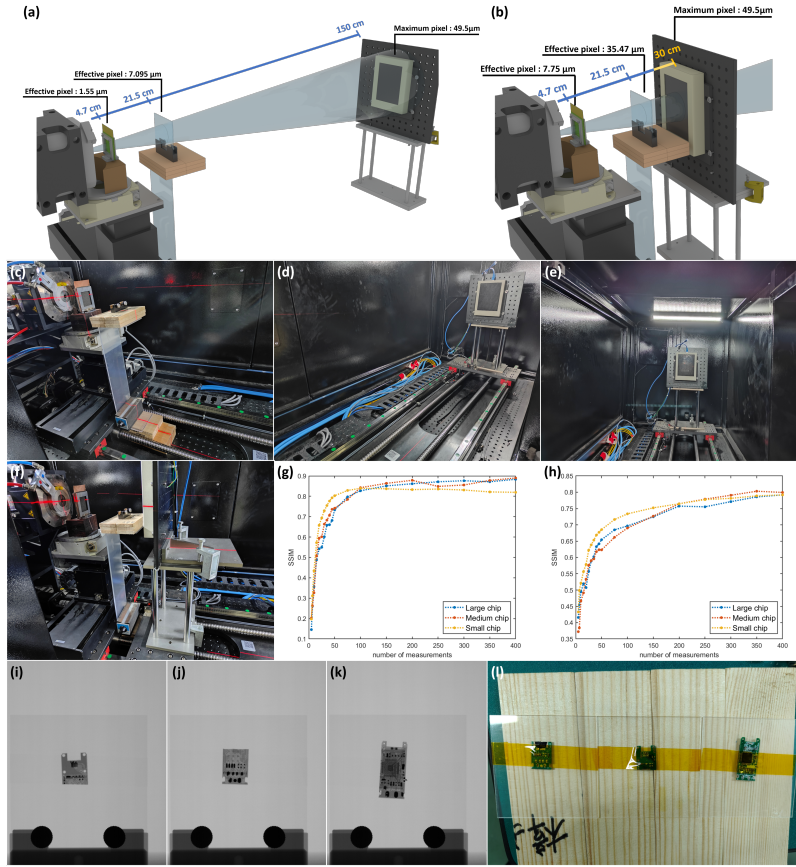 (a)
150 cm
Maximum pixel : 49.5μm
Effective pixel : 7.095 μm
21.5 cm
Effective pixel : 1.55 μm
4.7 cm
(b)
Maximum pixel : 49.5μm
Effective pixel : 35.47 μm
30 cm
21.5 cm
Effective pixel : 7.75 μm
4.7 cm
(c)
(d)
(e)
(f)
(g)
0.9
0.8
0.7
0.6
0.5
0.4
0.3
0.2
0.1
SSIM
0 50 100 150 200 250 300 350 400
number of measurements
Large chip
Medium chip
Small chip
(h)
0.85
0.8
0.75
0.7
0.65
0.6
0.55
0.5
0.45
0.4
0.35
SSIM
0 50 100 150 200 250 300 350 400
number of measurements
Large chip
Medium chip
Small chip
(i)
(j)
(k)
(l)